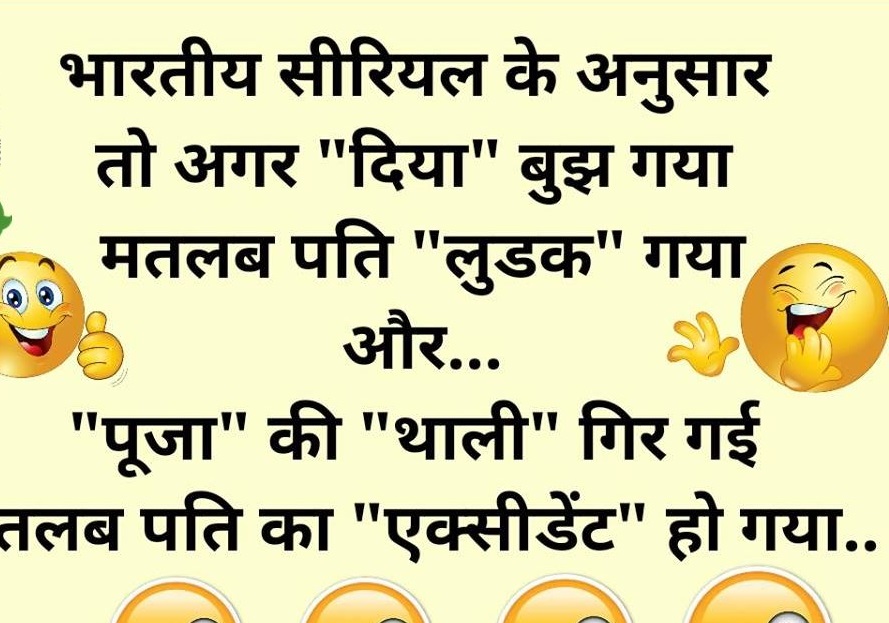 भारतीय सीरियल के अनुसार
तो अगर "दिया" बुझ गया
मतलब पति "लुडक" गया
और...
"पूजा" की "थाली" गिर गई
तलब पति का "एक्सीडेंट" हो गया..